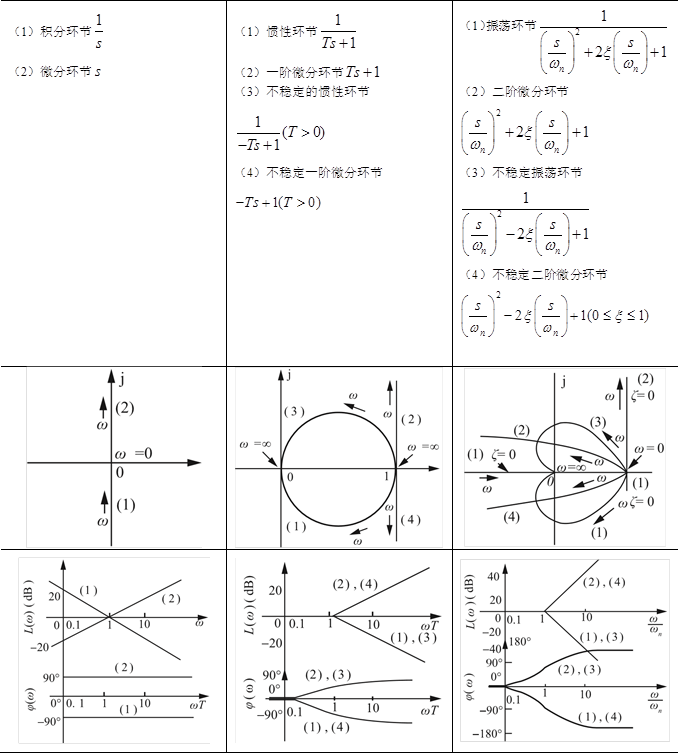 (1) 积分环节 1/s
(2) 微分环节 s
(1) 惯性环节 1/(Ts+1)
(2) 一阶微分环节 Ts+1
(3) 不稳定的惯性环节
1/(-Ts+1) (T>0)
(4) 不稳定一阶微分环节
-Ts+1(T>0)
(1)振荡环节 1/((s/ωn)²+2ξ(s/ωn)+1)
(2) 二阶微分环节
(s/ωn)²+2ξ(s/ωn)+1
(3) 不稳定振荡环节
1/((s/ωn)²-2ξ(s/ωn)+1)
(4) 不稳定二阶微分环节
(s/ωn)²-2ξ(s/ωn)+1(0≤ξ≤1)
j
(2)
ω
ω =0
0
(1)
ω
j
ω
(3)
(2)
ω =∞
ω=∞
0
1
ω
(1)
(4)
ω
j
(2)
ω ζ=0
(3)
(2)
ω
(1) ζ=0
ω=0
ω=∞
ω
ω
0
ω
(1)
ω ζ=0
(4)
(1)
L(ω)(dB)
20
(1)
(2)
0
0.1
1
10
ω
-20
φ(ω)
90°
(2)
0°
0.1
1
10
ωT
-90°
(1)
L(ω)(dB)
20
(2),(4)
0
0.1
1
10
ωT
-20
(1),(3)
φ(ω)
90°
(2),(3)
0°
-90°
0.1
1
10
ωT
(1),(4)
L(ω)(dB)
40
20
(2),(4)
0
0.1
1
10
ω/ωn
-20
-40
(1),(3)
φ(ω)
180°
90°
(2),(3)
0°
0.1
1
10
ω/ωn
-90°
(1),(4)
-180°